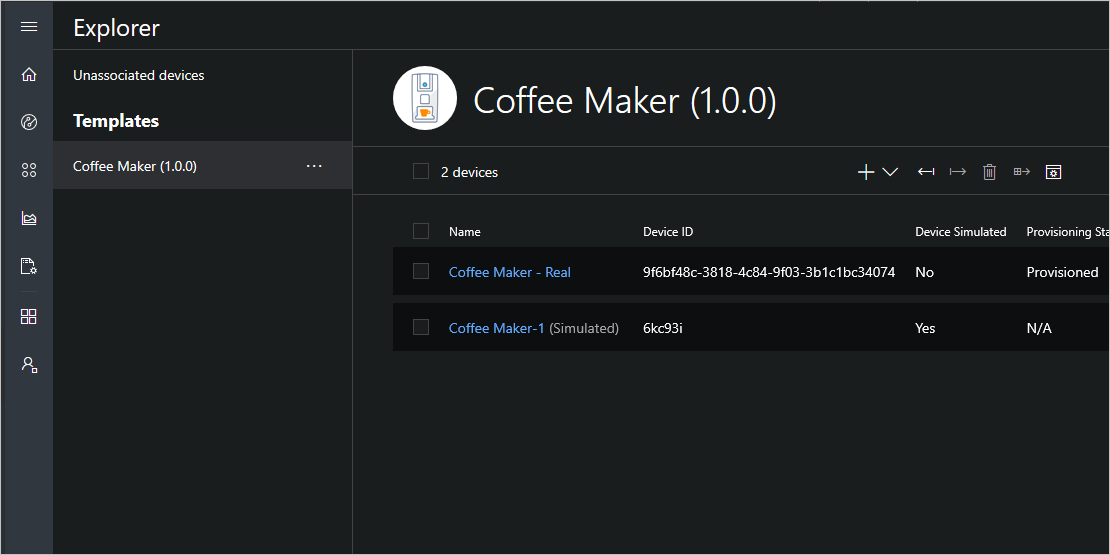 Explorer
Unassociated devices
Templates
Coffee Maker (1.0.0)
Coffee Maker (1.0.0)
2 devices
Name Device ID Device Simulated Provisioning Sta
Coffee Maker - Real 9f6bf48c-3818-4c84-9f03-3b1c1bc34074 No Provisioned
Coffee Maker-1 (Simulated) 6kc93i Yes N/A